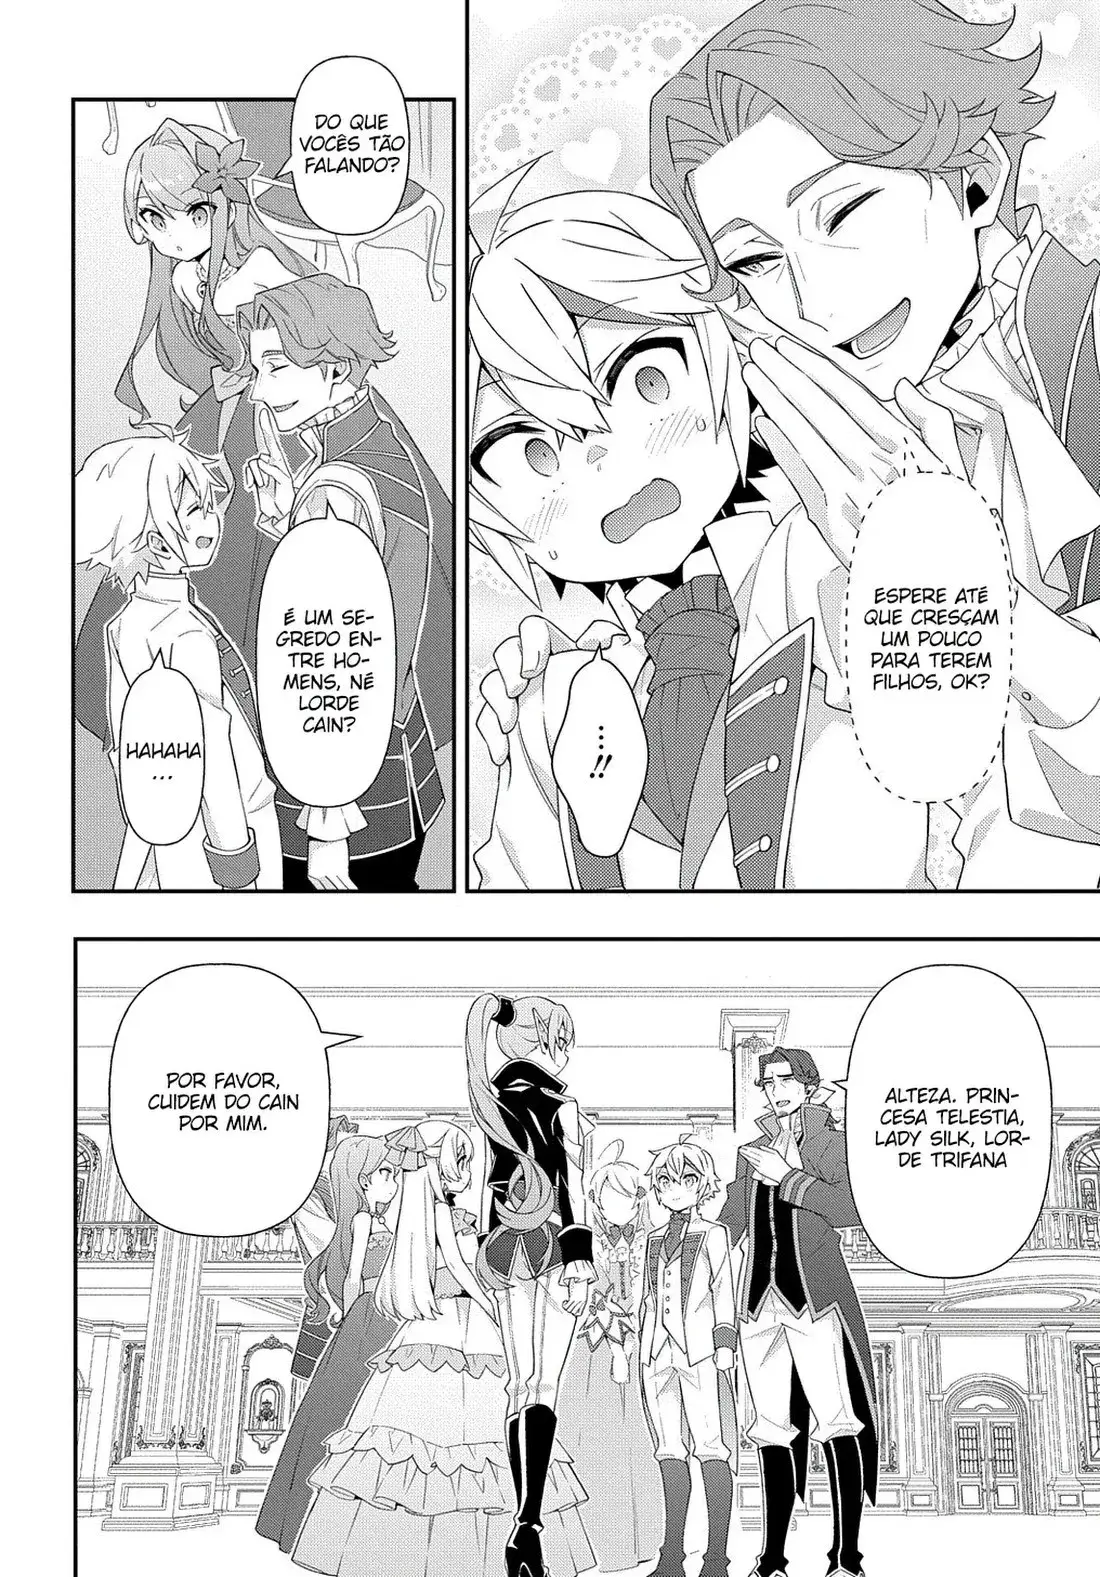 ESPERE ATÉ
QUE CRESÇAM
UM POUCO
PARA TEREM
FILHOS, OK?
...!!
DO QUE
VOCÊS TÃO
FALANDO?
É UM SE-
GREDO EN-
TRE HO-
MENS, NÉ
LORDE
CAIN?
HAHAHA
...
ALTEZA. PRIN-
CESA TELESTIA,
LADY SILK, LOR-
DE TRIFANA
POR FAVOR,
CUIDEM DO CAIN
POR MIM.